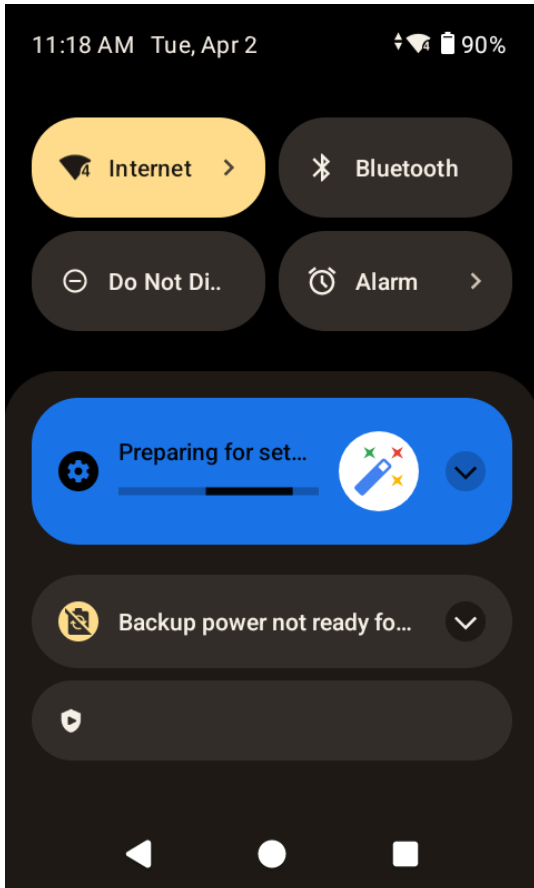 11:18 AM Tue, Apr 2 90%
4 Internet Bluetooth
Do Not Di.. Alarm
Preparing for set...
Backup power not ready fo...